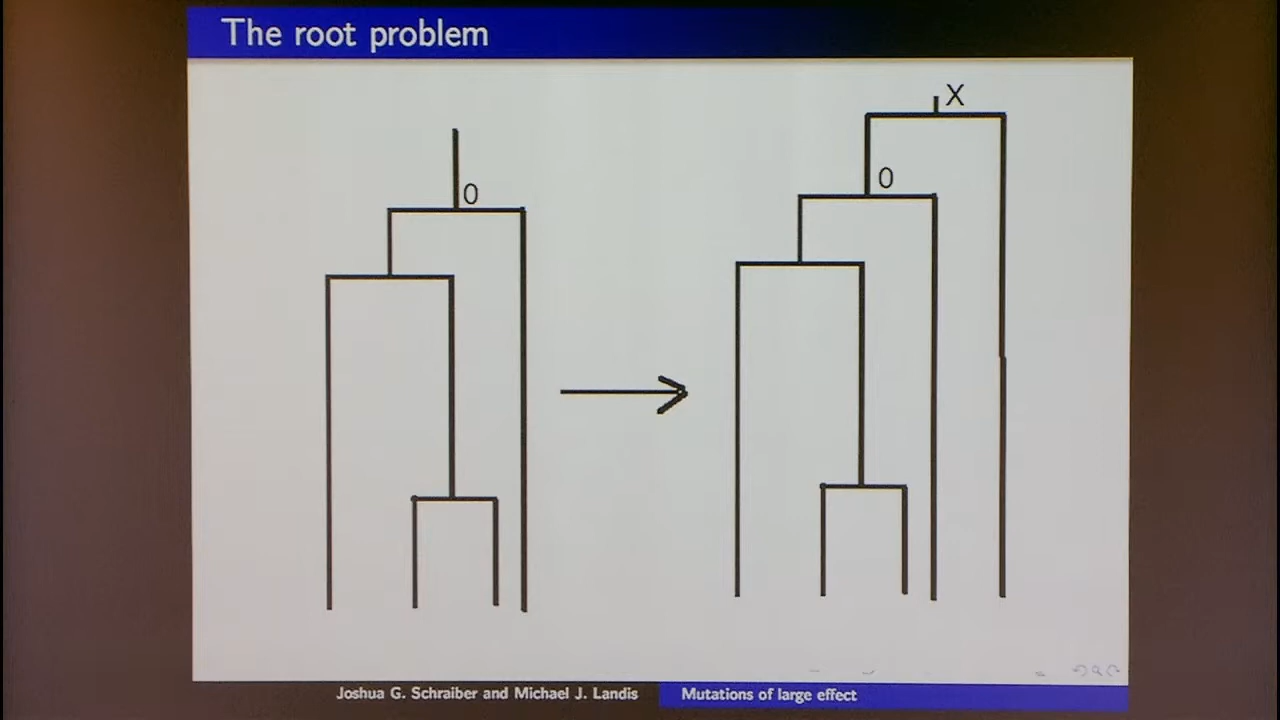 The root problem
X
0
0
Joshua G. Schraiber and Michael J. Landis
Mutations of large effect